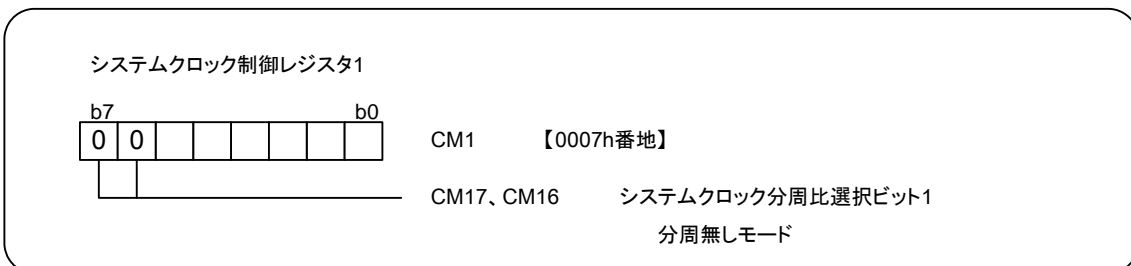 システムクロック制御レジスタ1
b7 b0
0 0
CM1 【0007h番地】
CM17、CM16 システムクロック分周比選択ビット1
分周無しモード